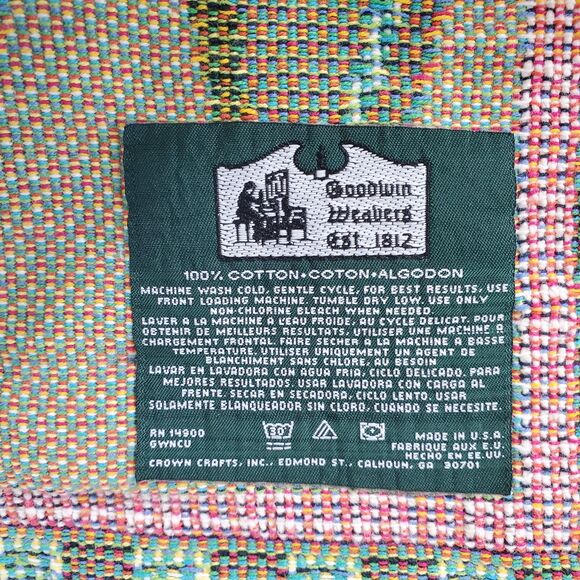 Goodwin
Weavers
Est 1812
100% COTTON•COTON•ALGODON
MACHINE WASH COLD, GENTLE CYCLE, FOR BEST RESULTS, USE
FRONT LOADING MACHINE. TUMBLE DRY LOW. USE ONLY
NON-CHLORINE BLEACH WHEN NEEDED.
LAVER A LA MACHINE A L'EAU FROIDE, AU CYCLE DELICAT. POUR
OBTENIR DE MEILLEURS RESULTATS, UTILISER UNE MACHINE A
CHARGEMENT FRONTAL. FAIRE SECHER A LA MACHINE A BASSE
TEMPERATURE. UTILISER UNIQUEMENT UN AGENT DE
BLANCHIMENT SANS CHLORE, AU BESOIN
LAVAR EN LAVADORA CON AGUA FRIA, CICLO DELICADO. PARA
MEJORES RESULTADOS. USAR LAVADORA CON CARGA AL
FRENTE. SECAR EN SECADORA, CICLO LENTO. USAR
SOLAMENTE BLANQUEADOR SIN CLORO, CUANDO SE NECESITE.
RN 14900
GWNCU
30°
MADE IN U.S.A.
FABRIQUE AUX E.U.
HECHO EN EE.UU.
CROWN CRAFTS, INC., EDMOND ST., CALHOUN, GA 30701